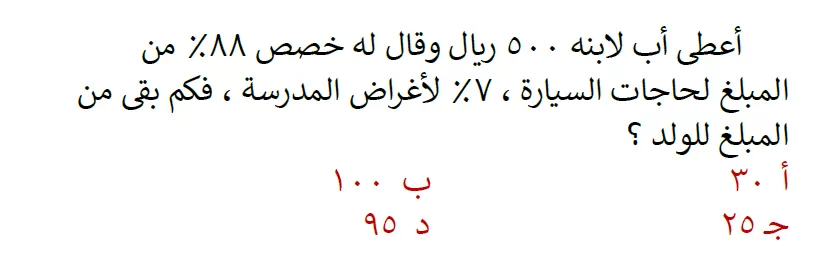 أعطى أب لابنه ٥٠٠ ريال وقال له خصص ٨٨٪ من
المبلغ لحاجات السيارة ، ٧٪ لأغراض المدرسة ، فكم بقى من
المبلغ للولد ؟
أ ٣٠ ب ١٠٠
جـ ٢٥ د ٩٥